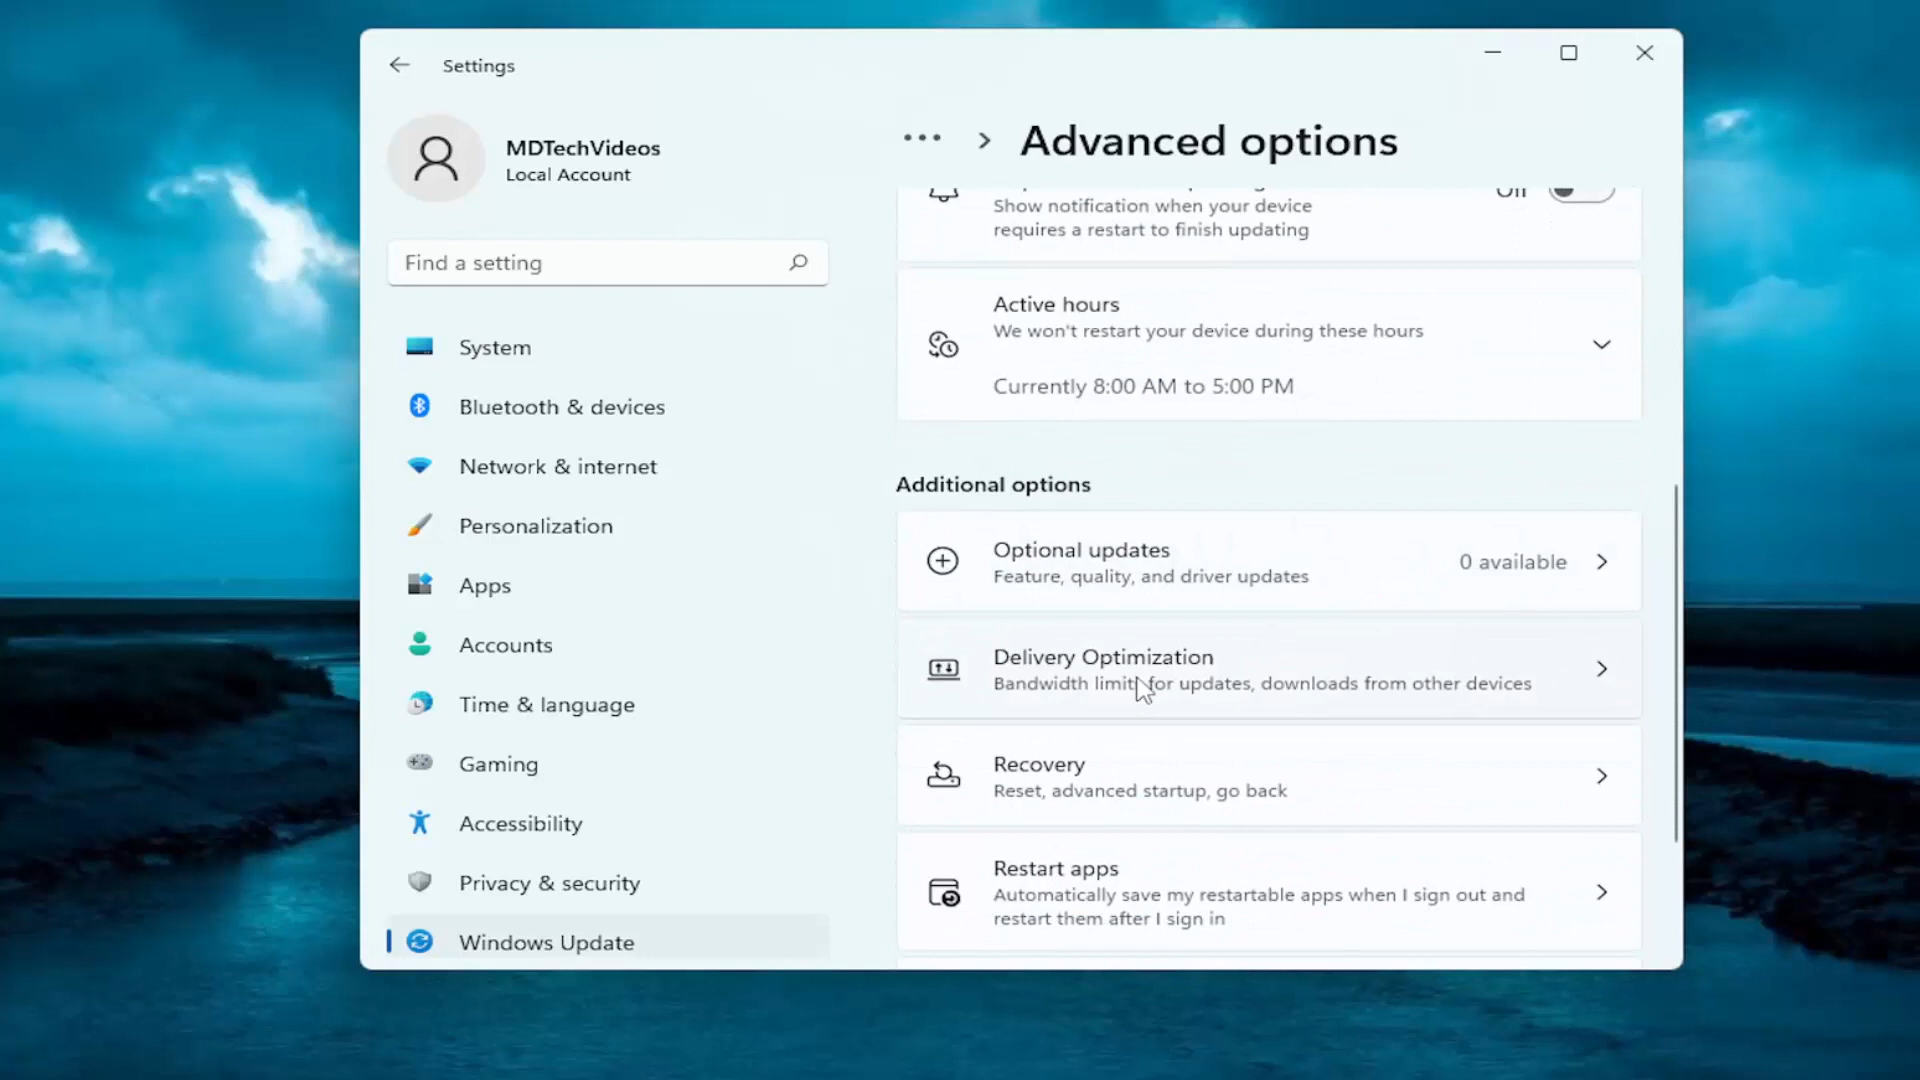 Settings
MDTechVideos
Local Account
Find a setting
System
Bluetooth & devices
Network & internet
Personalization
Apps
Accounts
Time & language
Gaming
Accessibility
Privacy & security
Windows Update
Advanced options
Off
Show notification when your device
requires a restart to finish updating
Active hours
We won't restart your device during these hours
Currently 8:00 AM to 5:00 PM
Additional options
Optional updates
Feature, quality, and driver updates
0 available
Delivery Optimization
Bandwidth limits for updates, downloads from other devices
Recovery
Reset, advanced startup, go back
Restart apps
Automatically save my restartable apps when I sign out and
restart them after I sign in